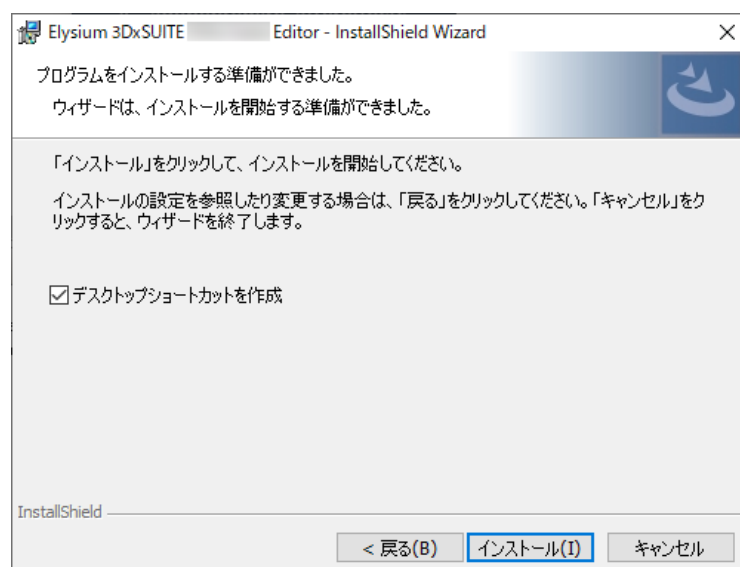 Elysium 3DxSUITE Editor - InstallShield Wizard
プログラムをインストールする準備ができました。
ウィザードは、インストールを開始する準備ができました。
「インストール」をクリックして、インストールを開始してください。
インストールの設定を参照したり変更する場合は、「戻る」をクリックしてください。「キャンセル」をク
リックすると、ウィザードを終了します。
デスクトップショートカットを作成
InstallShield
< 戻る(B) インストール(I) キャンセル